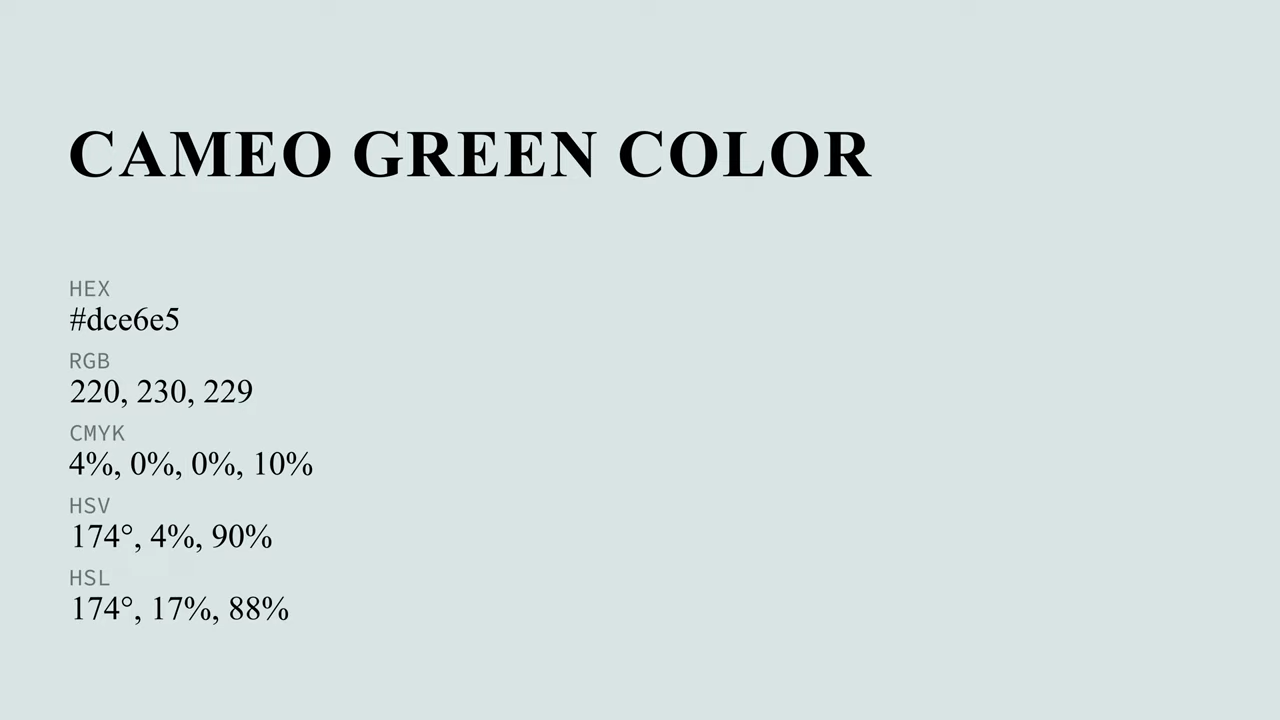 CAMEO GREEN COLOR
HEX
#dce6e5
RGB
220, 230, 229
CMYK
4%, 0%, 0%, 10%
HSV
174°, 4%, 90%
HSL
174°, 17%, 88%